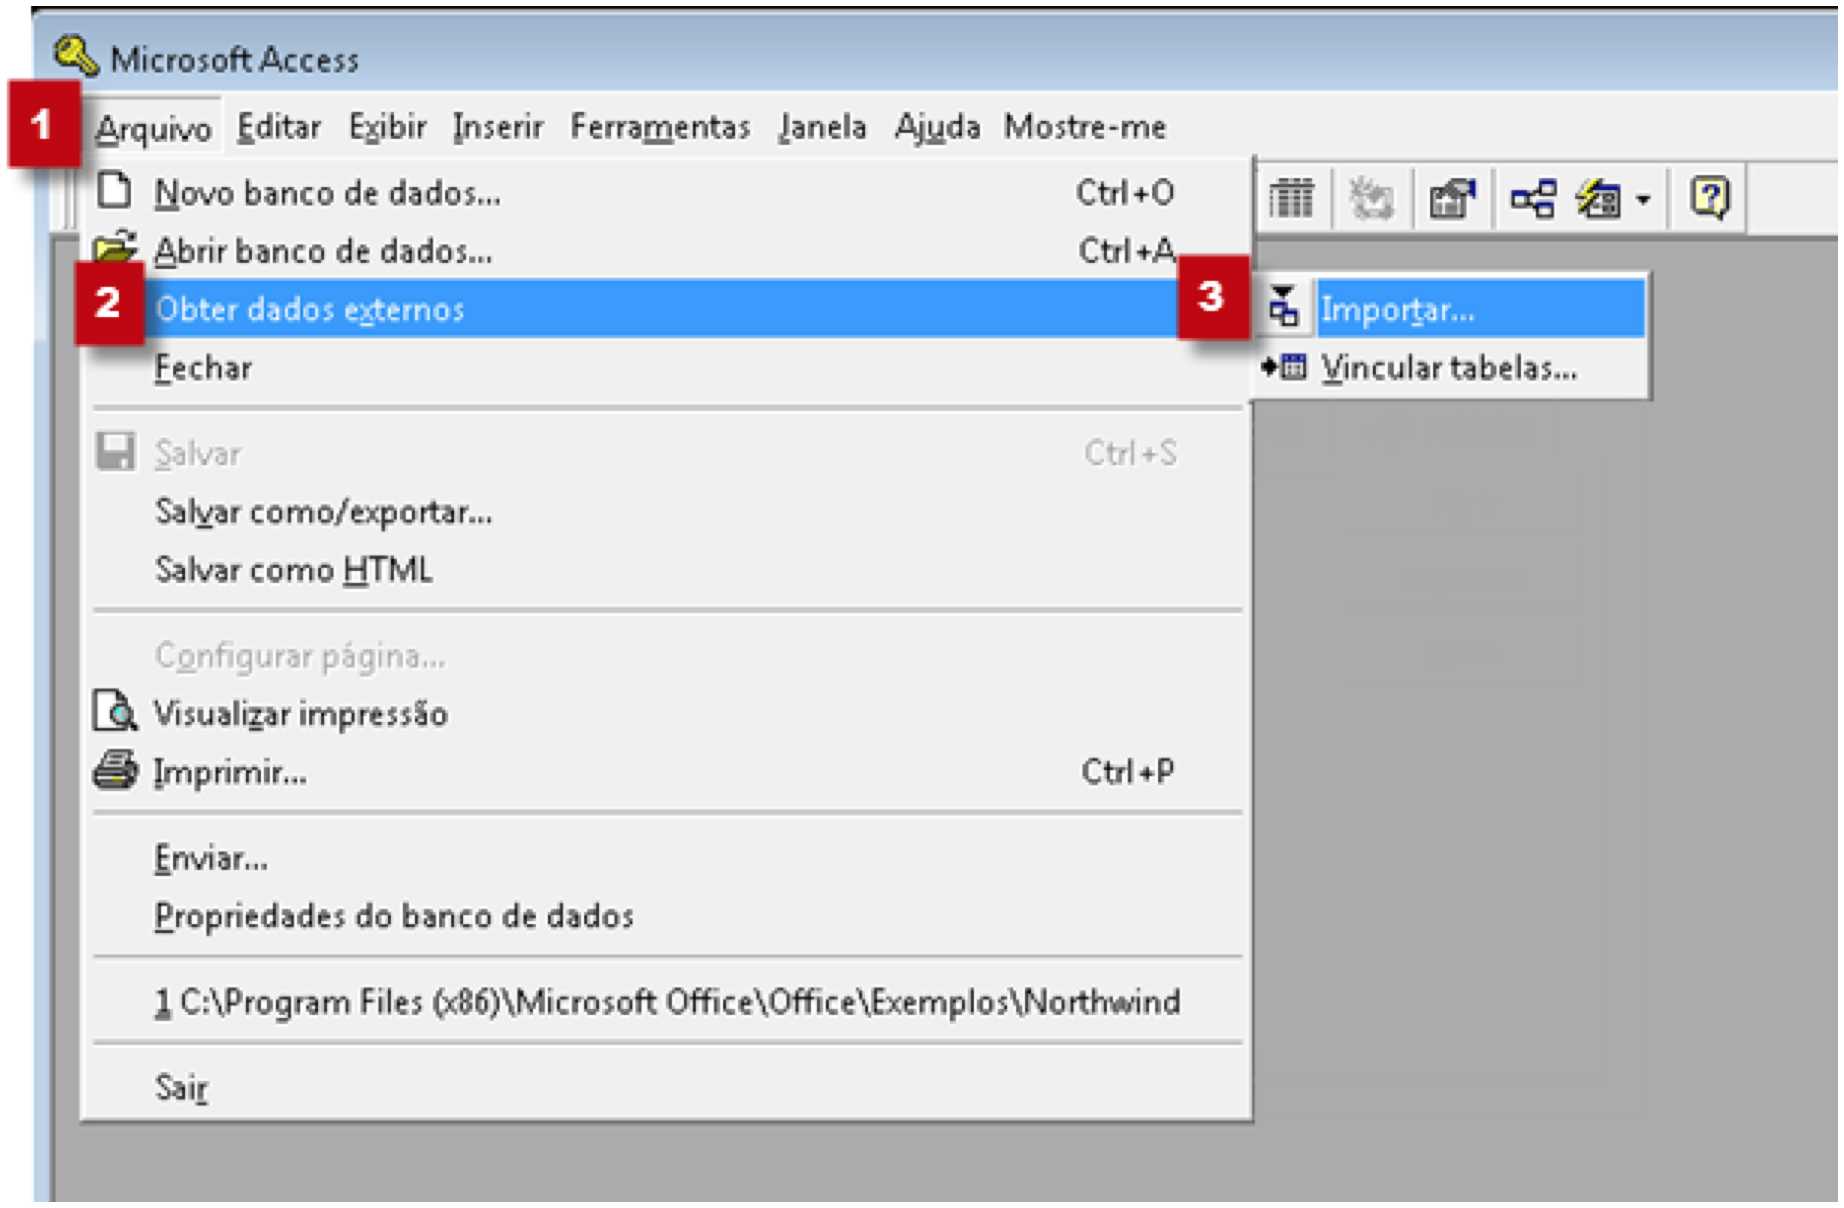 Microsoft Access
1 Arquivo Editar Exibir Inserir Ferramentas Janela Ajuda Mostre-me
Novo banco de dados... Ctrl+O
Abrir banco de dados... Ctrl+A
2 Obter dados externos 3 Importar...
Fechar Vincular tabelas...
Salvar Ctrl+S
Salvar como/exportar...
Salvar como HTML
Configurar página...
Visualizar impressão
Imprimir... Ctrl+P
Enviar...
Propriedades do banco de dados
1 C:\Program Files (x86)\Microsoft Office\Office\Exemplos\Northwind
Sair